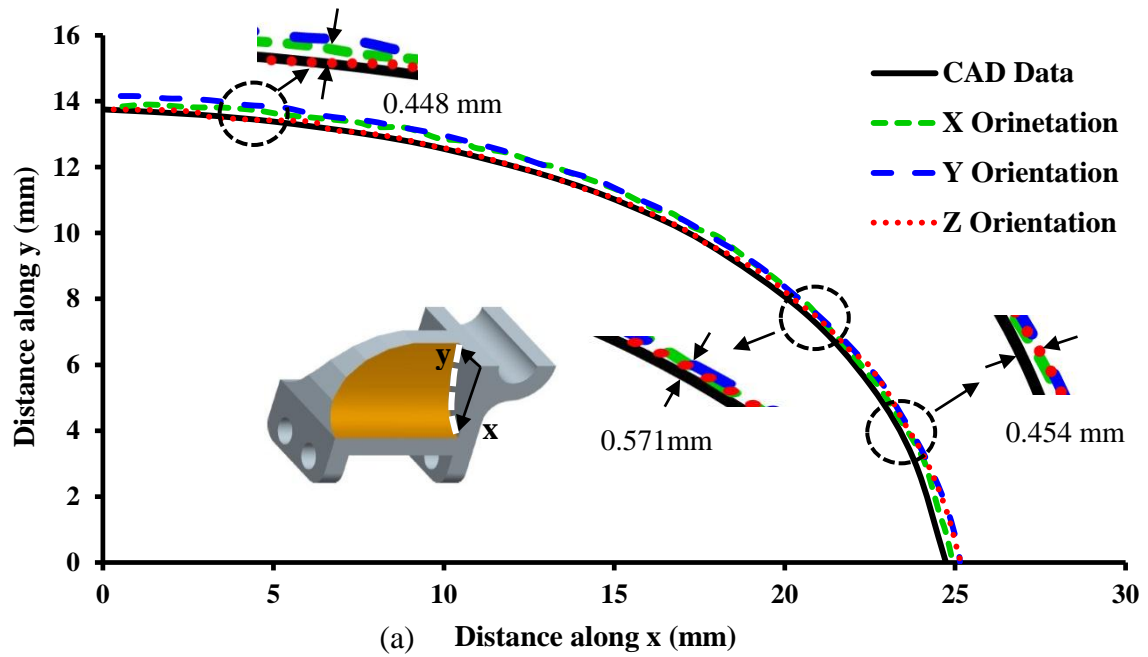 16
14
12
10
8
6
4
2
0
Distance along y (mm)
0.448 mm
CAD Data
X Orinetation
Y Orientation
Z Orientation
y
x
0.571mm
0.454 mm
0 5 10 15 20 25 30
(a) Distance along x (mm)